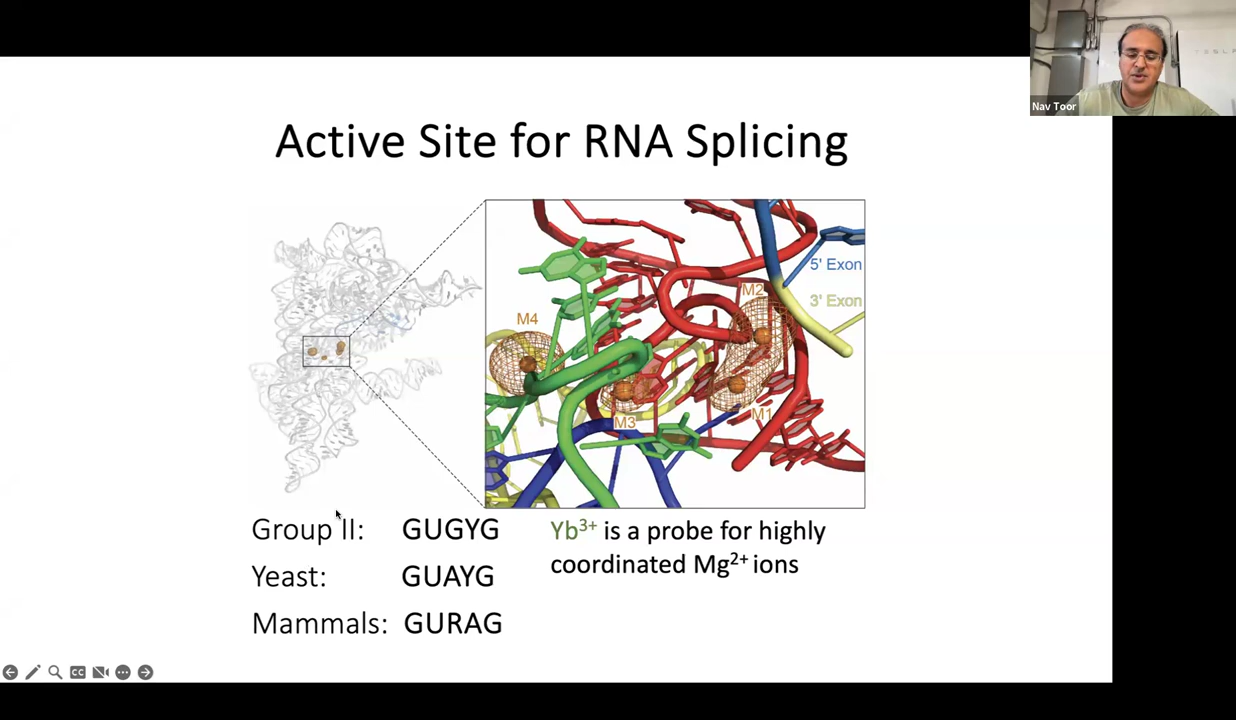 Nav Toor
Active Site for RNA Splicing
5' Exon
M2
3' Exon
M4
M3
M1
Group II: GUGYG
Yeast: GUAYG
Mammals: GURAG
Yb³⁺ is a probe for highly
coordinated Mg²⁺ ions